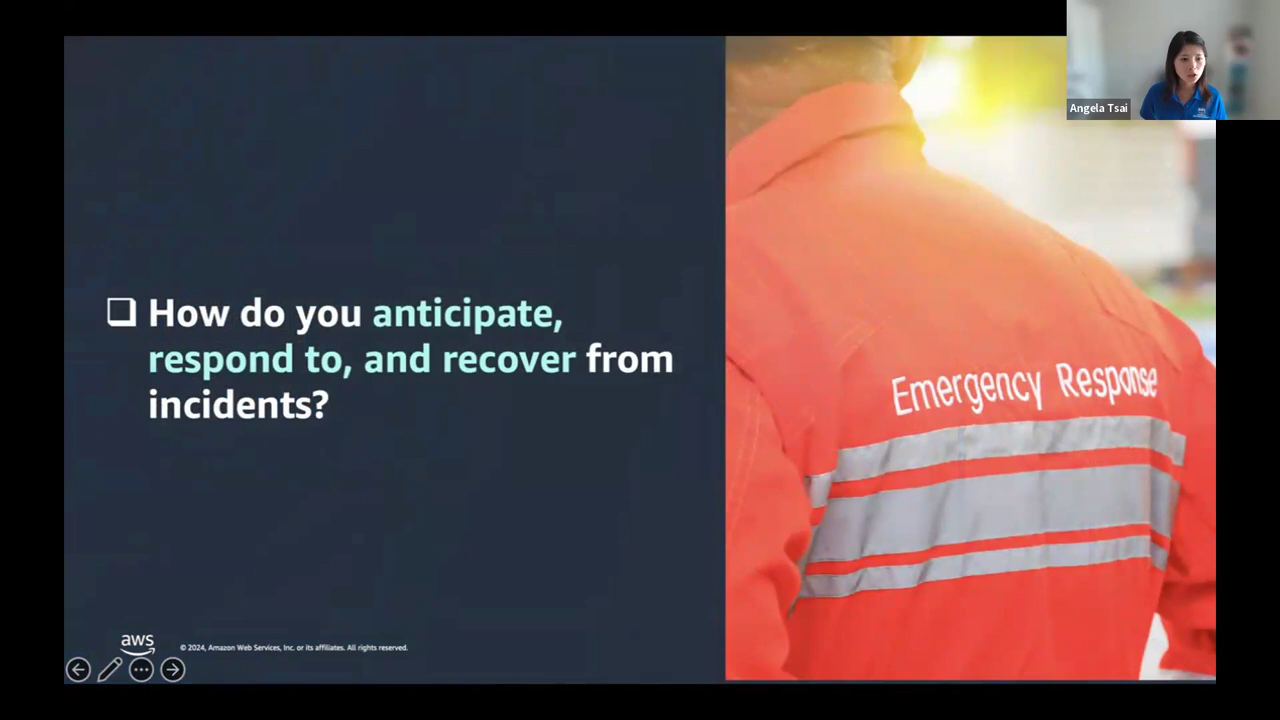 Angela Tsai
How do you anticipate,
respond to, and recover from
incidents?
Emergency Response
aws
© 2024, Amazon Web Services, Inc. or its affiliates. All rights reserved.